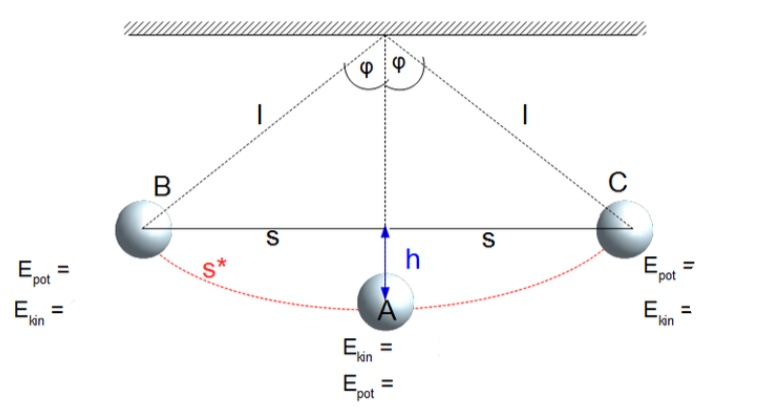 φ φ
l l
B C
s s
s*
h
A
E_pot =
E_kin =
E_kin =
E_pot =
E_pot =
E_kin =